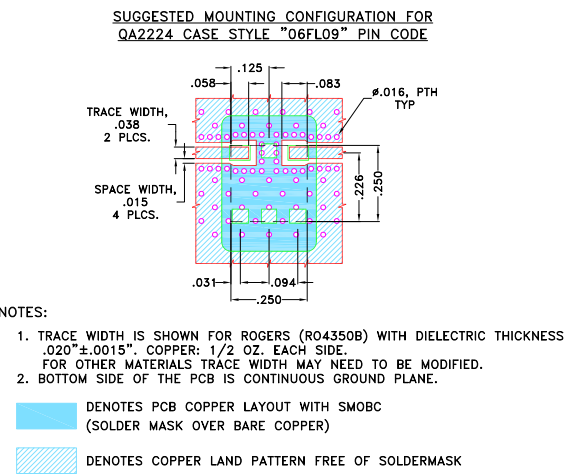 SUGGESTED MOUNTING CONFIGURATION FOR
QA2224 CASE STYLE "06FL09" PIN CODE
.125
.058
.083
ø.016, PTH
TYP
TRACE WIDTH,
.038
2 PLCS.
SPACE WIDTH,
.015
4 PLCS.
.226
.250
.031
.094
.250
NOTES:
1. TRACE WIDTH IS SHOWN FOR ROGERS (RO4350B) WITH DIELECTRIC THICKNESS
.020"±.0015". COPPER: 1/2 OZ. EACH SIDE.
FOR OTHER MATERIALS TRACE WIDTH MAY NEED TO BE MODIFIED.
2. BOTTOM SIDE OF THE PCB IS CONTINUOUS GROUND PLANE.
DENOTES PCB COPPER LAYOUT WITH SMOBC
(SOLDER MASK OVER BARE COPPER)
DENOTES COPPER LAND PATTERN FREE OF SOLDERMASK